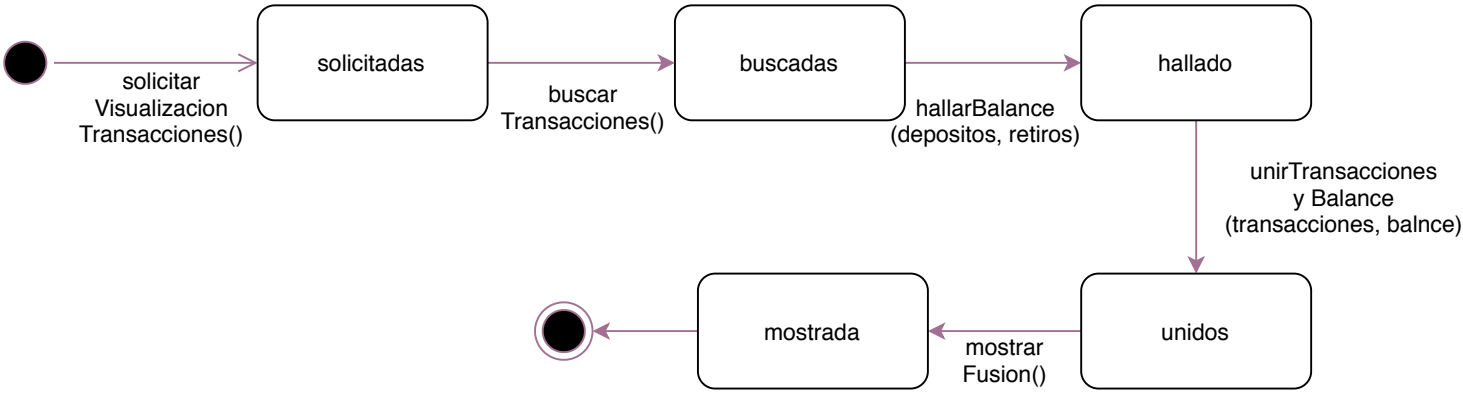 solicitadas
buscadas
hallado
solicitar
Visualizacion
Transacciones()
buscar
Transacciones()
hallarBalance
(depositos, retiros)
unirTransacciones
y Balance
(transacciones, balnce)
mostrada
unidos
mostrar
Fusion()